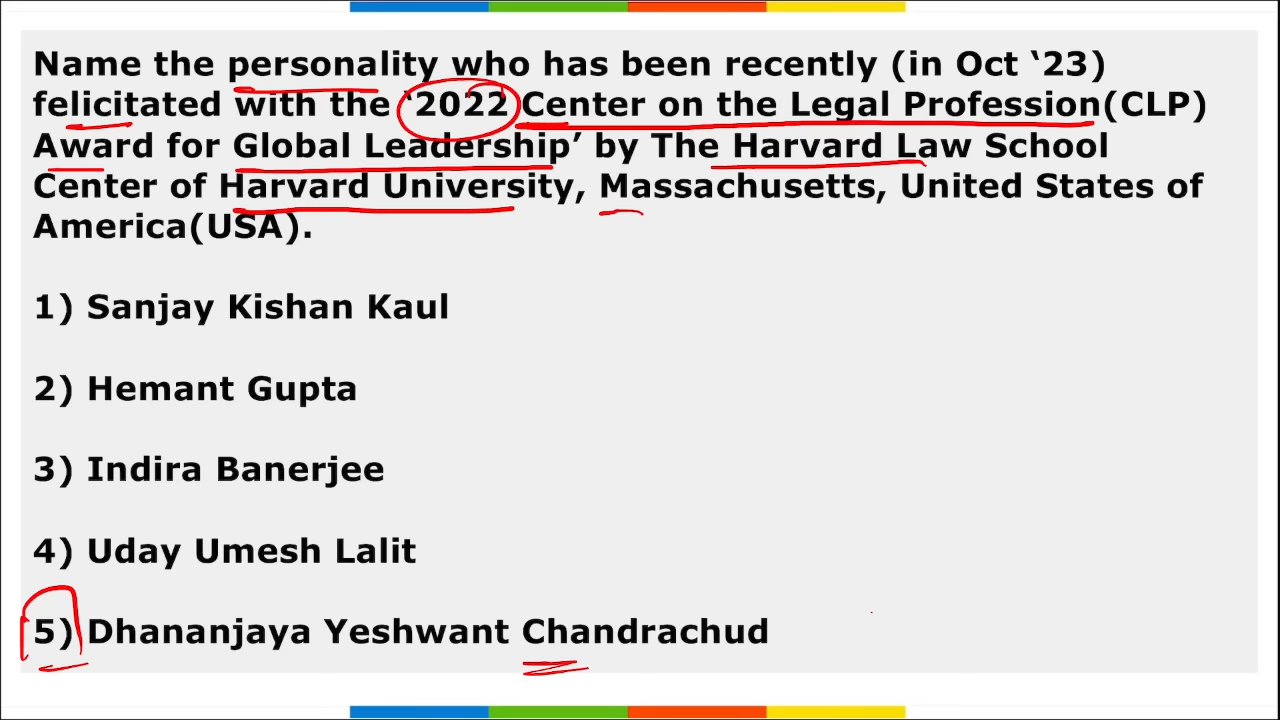 Name the personality who has been recently (in Oct ‘23)
felicitated with the ‘2022 Center on the Legal Profession(CLP)
Award for Global Leadership’ by The Harvard Law School
Center of Harvard University, Massachusetts, United States of
America(USA).
1) Sanjay Kishan Kaul
2) Hemant Gupta
3) Indira Banerjee
4) Uday Umesh Lalit
5) Dhananjaya Yeshwant Chandrachud